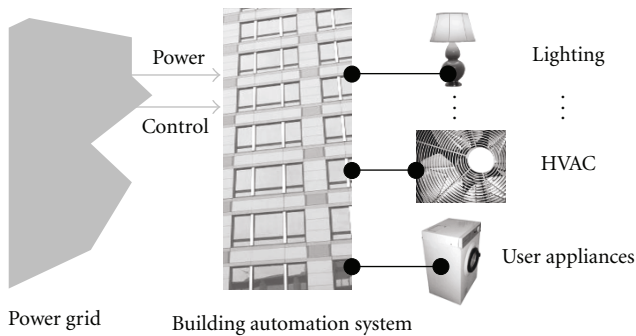 Power
Control
Lighting
HVAC
User appliances
Power grid
Building automation system